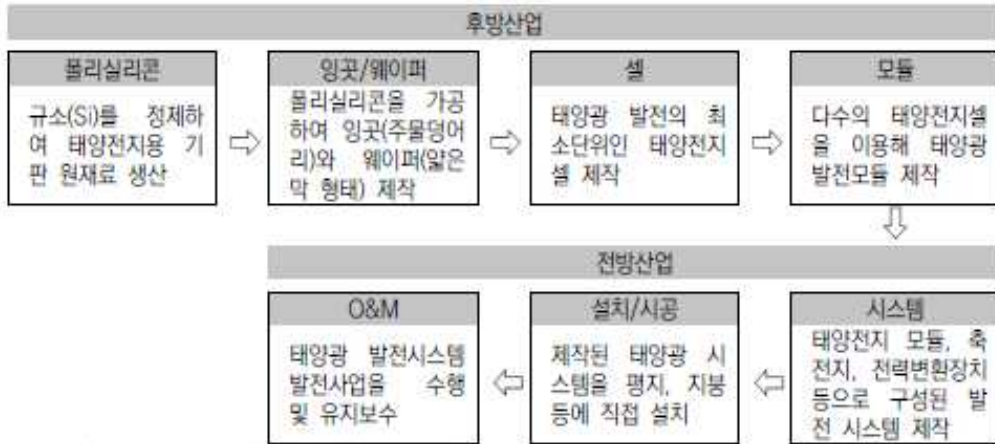 후방산업
폴리실리콘
규소(Si)를 정제하
여 태양전지용 기
판 원재료 생산
잉곳/웨이퍼
폴리실리콘을 가공
하여 잉곳(주물덩어
리)와 웨이퍼(얇은
막 형태) 제작
셀
태양광 발전의 최
소단위인 태양전지
셀 제작
모듈
다수의 태양전지셀
을 이용해 태양광
발전모듈 제작
전방산업
시스템
태양전지 모듈, 축
전지, 전력변환장치
등으로 구성된 발
전 시스템 제작
설치/시공
제작된 태양광 시
스템을 평지, 지붕
등에 직접 설치
O&M
태양광 발전시스템
발전사업을 수행
및 유지보수